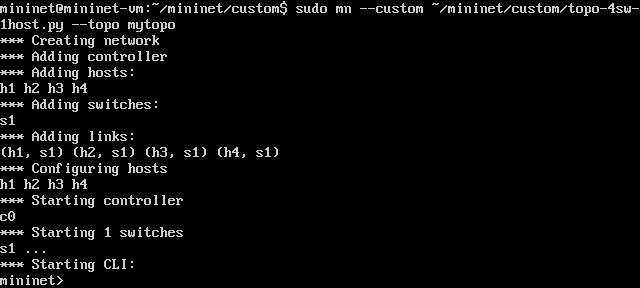 mininet@mininet-vm:~/mininet/custom$ sudo mn --custom ~/mininet/custom/topo-4sw-
1host.py --topo mytopo
*** Creating network
*** Adding controller
*** Adding hosts:
h1 h2 h3 h4
*** Adding switches:
s1
*** Adding links:
(h1, s1) (h2, s1) (h3, s1) (h4, s1)
*** Configuring hosts
h1 h2 h3 h4
*** Starting controller
c0
*** Starting 1 switches
s1 ...
*** Starting CLI:
mininet>